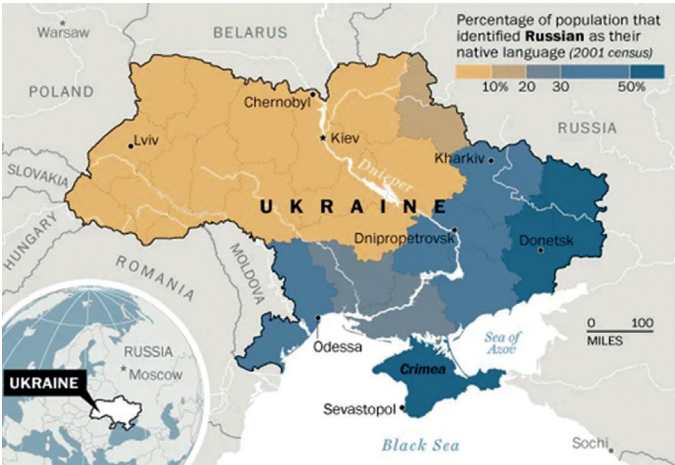 Percentage of population that
identified Russian as their
native language (2001 census)
10% 20 30 50%
Warsaw
BELARUS
POLAND
Chernobyl
RUSSIA
Lviv
Kiev
Kharkiv
SLOVAKIA
Dnieper
UKRAINE
HUNGARY
Dnipropetrovsk
Donetsk
MOLDOVA
ROMANIA
0 100
MILES
Sea of
Azov
Odessa
RUSSIA
Moscow
Crimea
UKRAINE
Sevastopol
Black Sea
Sochi